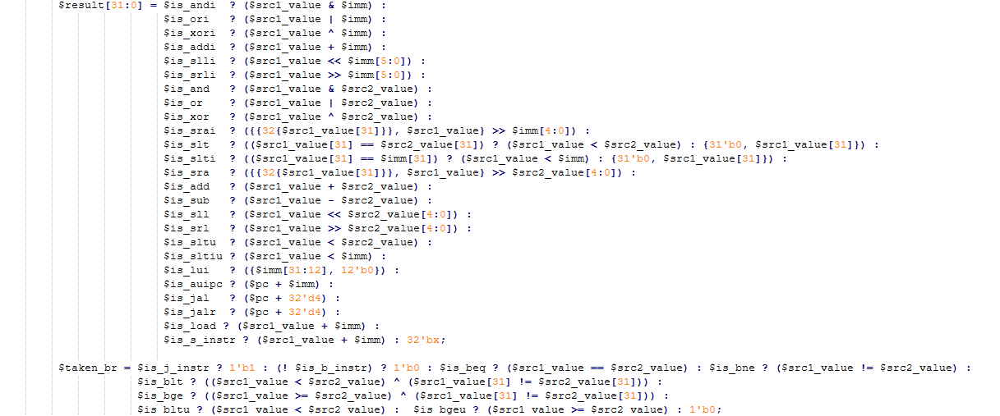 $result[31:0] = $is_andi  ? ($src1_value & $imm) :
$is_ori   ? ($src1_value | $imm) :
$is_xori  ? ($src1_value ^ $imm) :
$is_addi  ? ($src1_value + $imm) :
$is_slli  ? ($src1_value << $imm[5:0]) :
$is_srli  ? ($src1_value >> $imm[5:0]) :
$is_and   ? ($src1_value & $src2_value) :
$is_or    ? ($src1_value | $src2_value) :
$is_xor   ? ($src1_value ^ $src2_value) :
$is_srai  ? ({{32{$src1_value[31]}}, $src1_value} >> $imm[4:0]) :
$is_slt   ? (($src1_value[31] == $src2_value[31]) ? ($src1_value < $src2_value) : {31'b0, $src1_value[31]}) :
$is_slti  ? (($src1_value[31] == $imm[31]) ? ($src1_value < $imm) : {31'b0, $src1_value[31]}) :
$is_sra   ? ({{32{$src1_value[31]}}, $src1_value} >> $src2_value[4:0]) :
$is_add   ? ($src1_value + $src2_value) :
$is_sub   ? ($src1_value - $src2_value) :
$is_sll   ? ($src1_value << $src2_value[4:0]) :
$is_srl   ? ($src1_value >> $src2_value[4:0]) :
$is_sltu  ? ($src1_value < $src2_value) :
$is_sltiu ? ($src1_value < $imm) :
$is_lui   ? ({$imm[31:12], 12'b0}) :
$is_auipc ? ($pc + $imm) :
$is_jal   ? ($pc + 32'd4) :
$is_jalr  ? ($pc + 32'd4) :
$is_load ? ($src1_value + $imm) :
$is_s_instr ? ($src1_value + $imm) : 32'bx;
$taken_br = $is_j_instr ? 1'b1 : (! $is_b_instr) ? 1'b0 : $is_beq ? ($src1_value == $src2_value) : $is_bne ? ($src1_value != $src2_value) :
$is_blt ? (($src1_value < $src2_value) ^ ($src1_value[31] != $src2_value[31])) :
$is_bge ? (($src1_value >= $src2_value) ^ ($src1_value[31] != $src2_value[31])) :
$is_bltu ? ($src1_value < $src2_value) :  $is_bgeu ? ($src1_value >= $src2_value) : 1'b0;